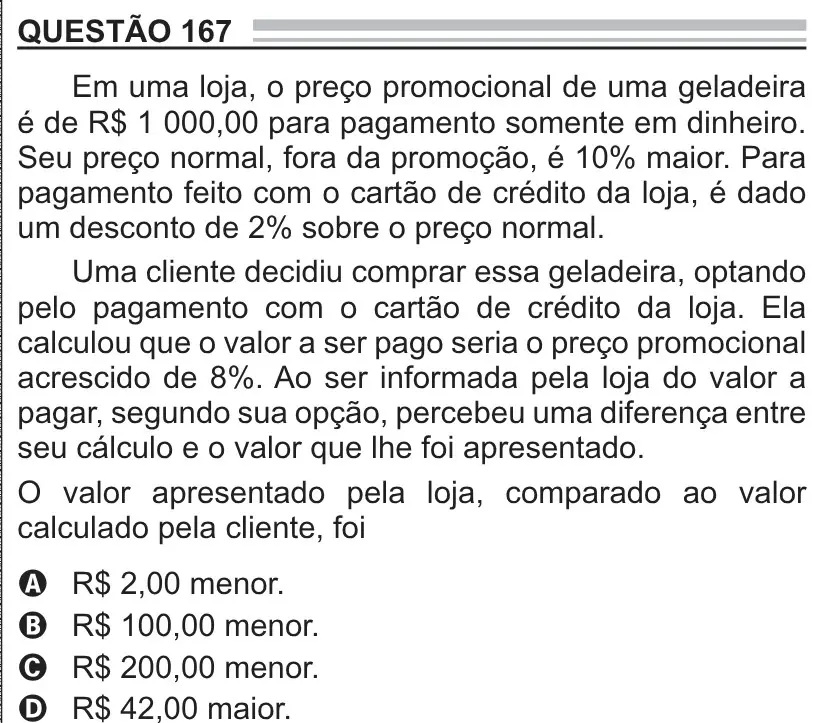 QUESTÃO 167
Em uma loja, o preço promocional de uma geladeira
é de R$ 1 000,00 para pagamento somente em dinheiro.
Seu preço normal, fora da promoção, é 10% maior. Para
pagamento feito com o cartão de crédito da loja, é dado
um desconto de 2% sobre o preço normal.
Uma cliente decidiu comprar essa geladeira, optando
pelo pagamento com o cartão de crédito da loja. Ela
calculou que o valor a ser pago seria o preço promocional
acrescido de 8%. Ao ser informada pela loja do valor a
pagar, segundo sua opção, percebeu uma diferença entre
seu cálculo e o valor que lhe foi apresentado.
O valor apresentado pela loja, comparado ao valor
calculado pela cliente, foi
A R$ 2,00 menor.
B R$ 100,00 menor.
C R$ 200,00 menor.
D R$ 42,00 maior.